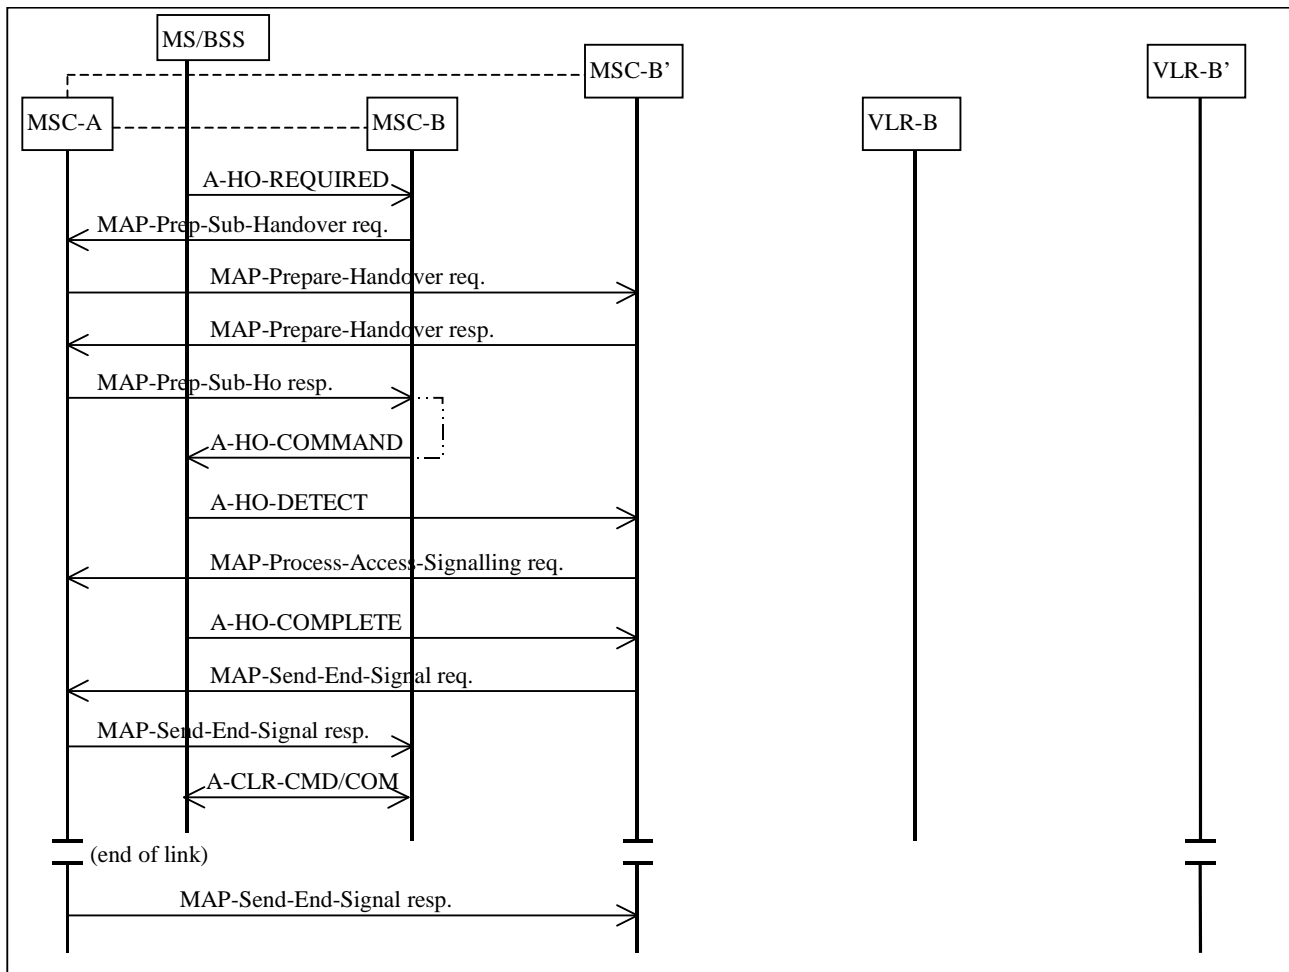 MS/BSS
MSC-B’
VLR-B’
MSC-A
MSC-B
VLR-B
A-HO-REQUIRED
MAP-Prep-Sub-Handover req.
MAP-Prepare-Handover req.
MAP-Prepare-Handover resp.
MAP-Prep-Sub-Ho resp.
A-HO-COMMAND
A-HO-DETECT
MAP-Process-Access-Signalling req.
A-HO-COMPLETE
MAP-Send-End-Signal req.
MAP-Send-End-Signal resp.
A-CLR-CMD/COM
(end of link)
MAP-Send-End-Signal resp.